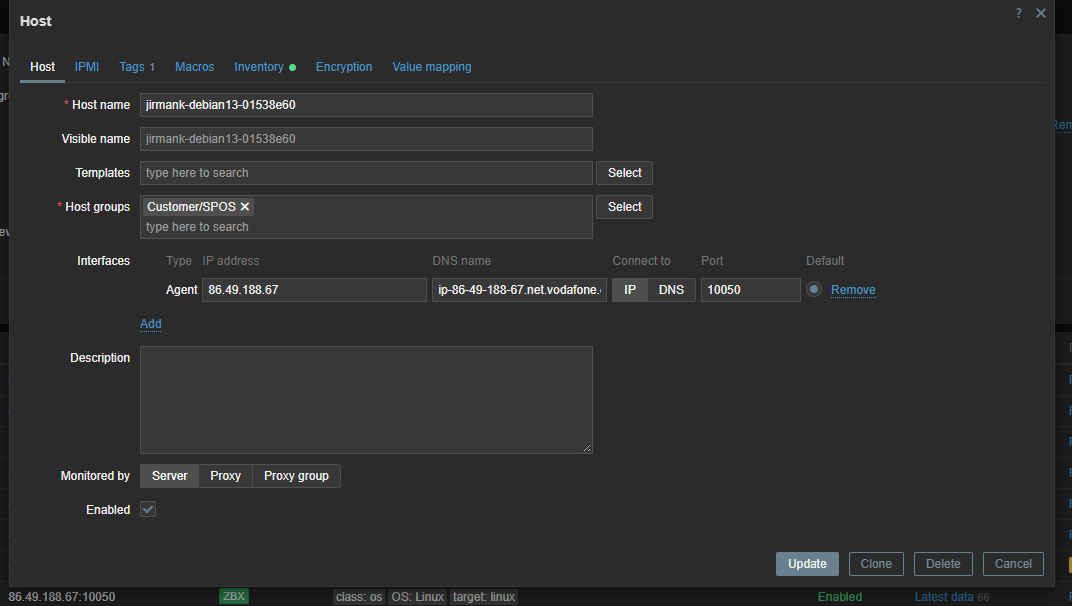 Host
? ×
Host IPMI Tags 1 Macros Inventory Encryption Value mapping
* Host name jirmank-debian13-01538e60
Visible name jirmank-debian13-01538e60
Templates type here to search Select
* Host groups Customer/SPOS × Select
type here to search
Interfaces Type IP address DNS name Connect to Port Default
Agent 86.49.188.67 ip-86-49-188-67.net.vodafone. IP DNS 10050 Remove
Add
Description
Monitored by Server Proxy Proxy group
Enabled
Update Clone Delete Cancel
86.49.188.67:10050 ZBX class: os OS: Linux target: linux Enabled Latest data 66